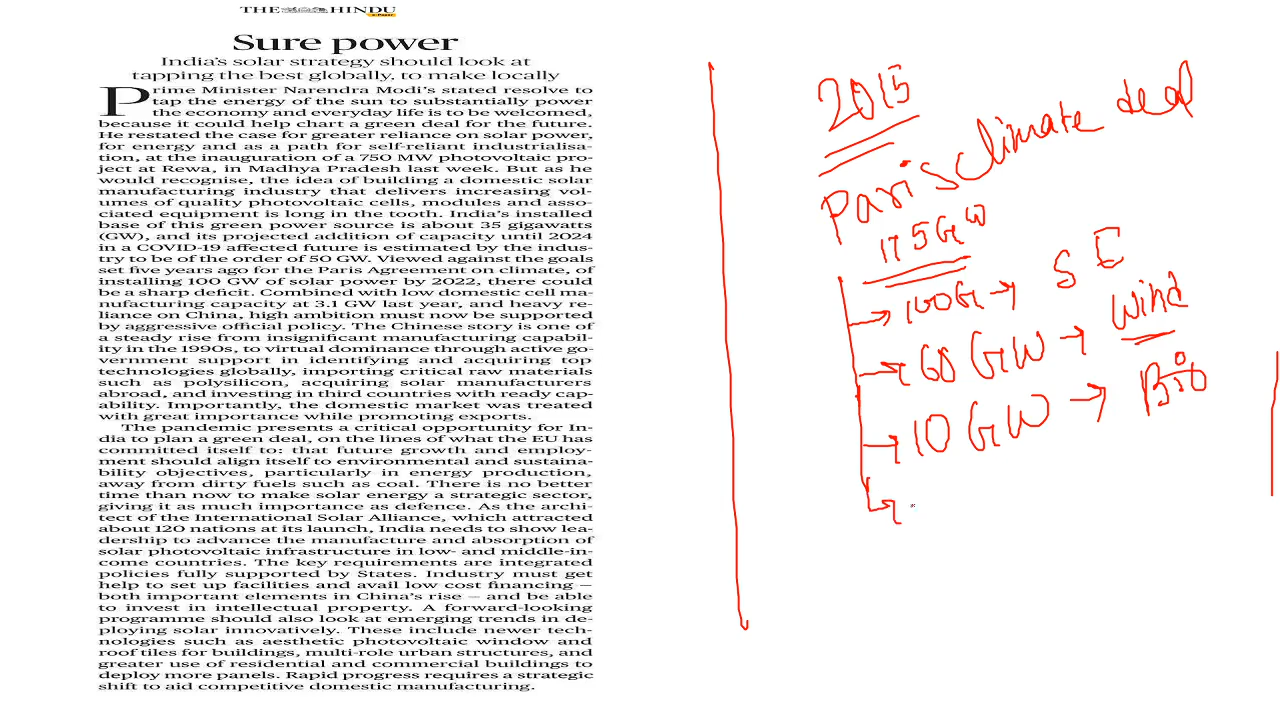 THE HINDU
e-Paper
Sure power
India's solar strategy should look at
tapping the best globally, to make locally
Prime Minister Narendra Modi's stated resolve to
tap the energy of the sun to substantially power
the economy and everyday life is to be welcomed,
because it could help chart a green deal for the future.
He restated the case for greater reliance on solar power,
for energy and as a path for self-reliant industrialisa-
tion, at the inauguration of a 750 MW photovoltaic pro-
ject at Rewa, in Madhya Pradesh last week. But as he
would recognise, the idea of building a domestic solar
manufacturing industry that delivers increasing vol-
umes of quality photovoltaic cells, modules and asso-
ciated equipment is long in the tooth. India's installed
base of this green power source is about 35 gigawatts
(GW), and its projected addition of capacity until 2024
in a COVID-19 affected future is estimated by the indus-
try to be of the order of 50 GW. Viewed against the goals
set five years ago for the Paris Agreement on climate, of
installing 100 GW of solar power by 2022, there could
be a sharp deficit. Combined with low domestic cell ma-
nufacturing capacity at 3.1 GW last year, and heavy re-
liance on China, high ambition must now be supported
by aggressive official policy. The Chinese story is one of
a steady rise from insignificant manufacturing capabil-
ity in the 1990s, to virtual dominance through active go-
vernment support in identifying and acquiring top
technologies globally, importing critical raw materials
such as polysilicon, acquiring solar manufacturers
abroad, and investing in third countries with ready cap-
ability. Importantly, the domestic market was treated
with great importance while promoting exports.
The pandemic presents a critical opportunity for In-
dia to plan a green deal, on the lines of what the EU has
committed itself to: that future growth and employ-
ment should align itself to environmental and sustaina-
bility objectives, particularly in energy production,
away from dirty fuels such as coal. There is no better
time than now to make solar energy a strategic sector,
giving it as much importance as defence. As the archi-
tect of the International Solar Alliance, which attracted
about 120 nations at its launch, India needs to show lea-
dership to advance the manufacture and absorption of
solar photovoltaic infrastructure in low- and middle-in-
come countries. The key requirements are integrated
policies fully supported by States. Industry must get
help to set up facilities and avail low cost financing —
both important elements in China's rise — and be able
to invest in intellectual property. A forward-looking
programme should also look at emerging trends in de-
ploying solar innovatively. These include newer tech-
nologies such as aesthetic photovoltaic window and
roof tiles for buildings, multi-role urban structures, and
greater use of residential and commercial buildings to
deploy more panels. Rapid progress requires a strategic
shift to aid competitive domestic manufacturing.
2015
Paris Climate deal
175 GW
100G → S E
60 GW → Wind
10 GW → Bio